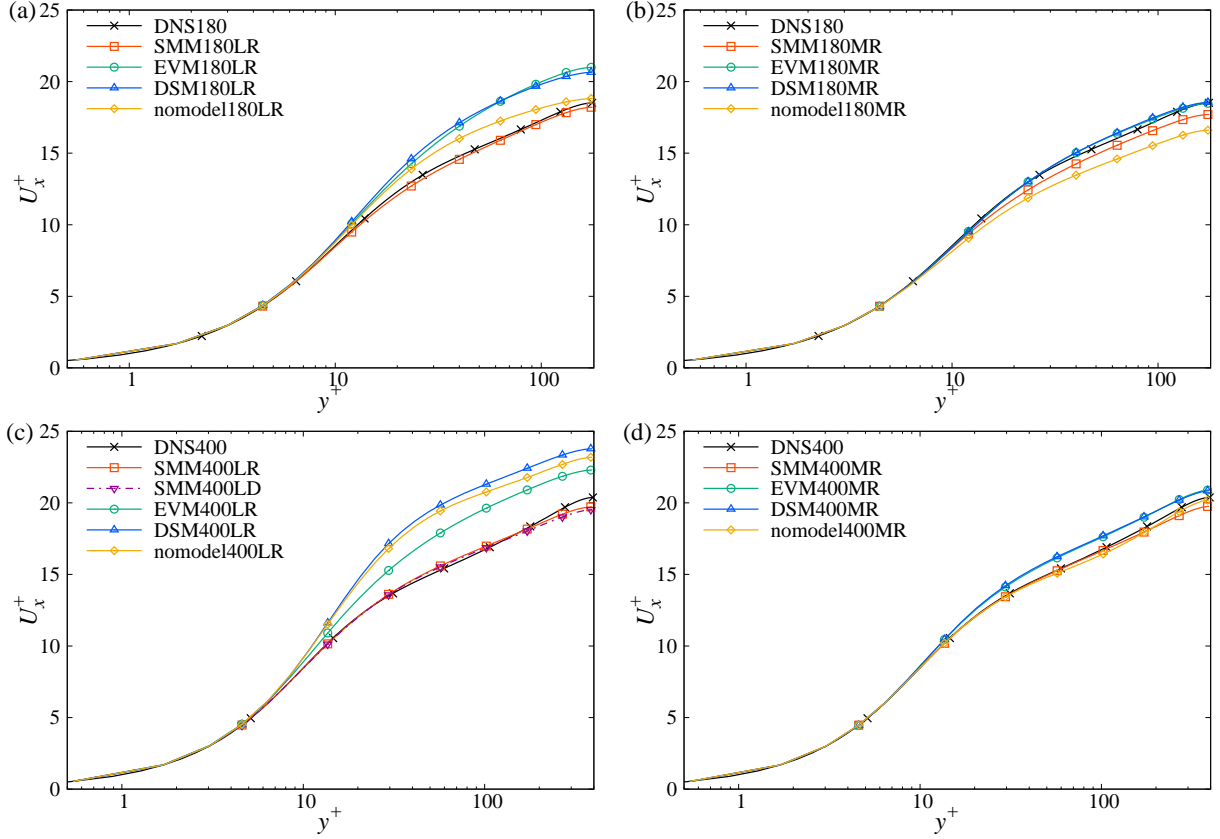 (a)
DNS180
SMM180LR
EVM180LR
DSM180LR
nomodel180LR
25
20
15
10
5
0
1 10 100
U_x^+
y^+
(b)
DNS180
SMM180MR
EVM180MR
DSM180MR
nomodel180MR
25
20
15
10
5
0
1 10 100
U_x^+
y^+
(c)
DNS400
SMM400LR
SMM400LD
EVM400LR
DSM400LR
nomodel400LR
25
20
15
10
5
0
1 10 100
U_x^+
y^+
(d)
DNS400
SMM400MR
EVM400MR
DSM400MR
nomodel400MR
25
20
15
10
5
0
1 10 100
U_x^+
y^+